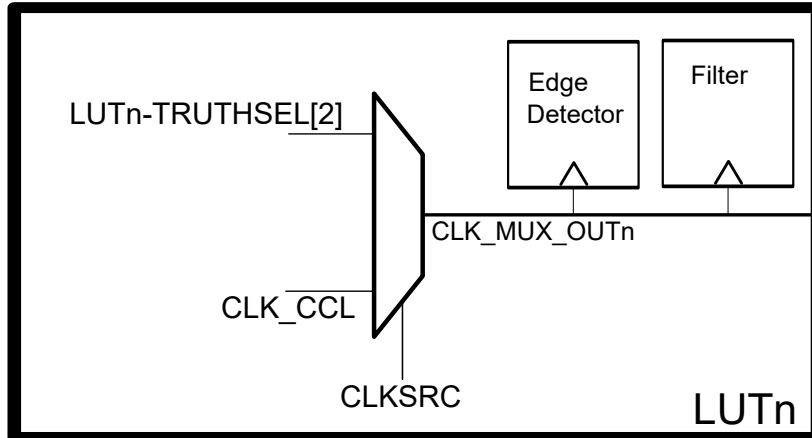 LUTn-TRUTHSEL[2]
Edge
Detector
Filter
CLK_MUX_OUTn
CLK_CCL
CLKSRC
LUTn